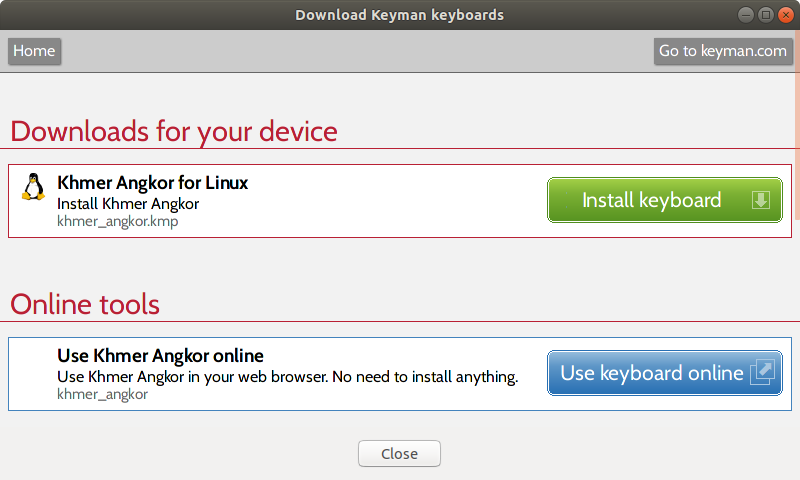 Download Keyman keyboards
Home
Go to keyman.com
Downloads for your device
Khmer Angkor for Linux
Install Khmer Angkor
khmer_angkor.kmp
Install keyboard
Online tools
Use Khmer Angkor online
Use Khmer Angkor in your web browser. No need to install anything.
khmer_angkor
Use keyboard online
Close